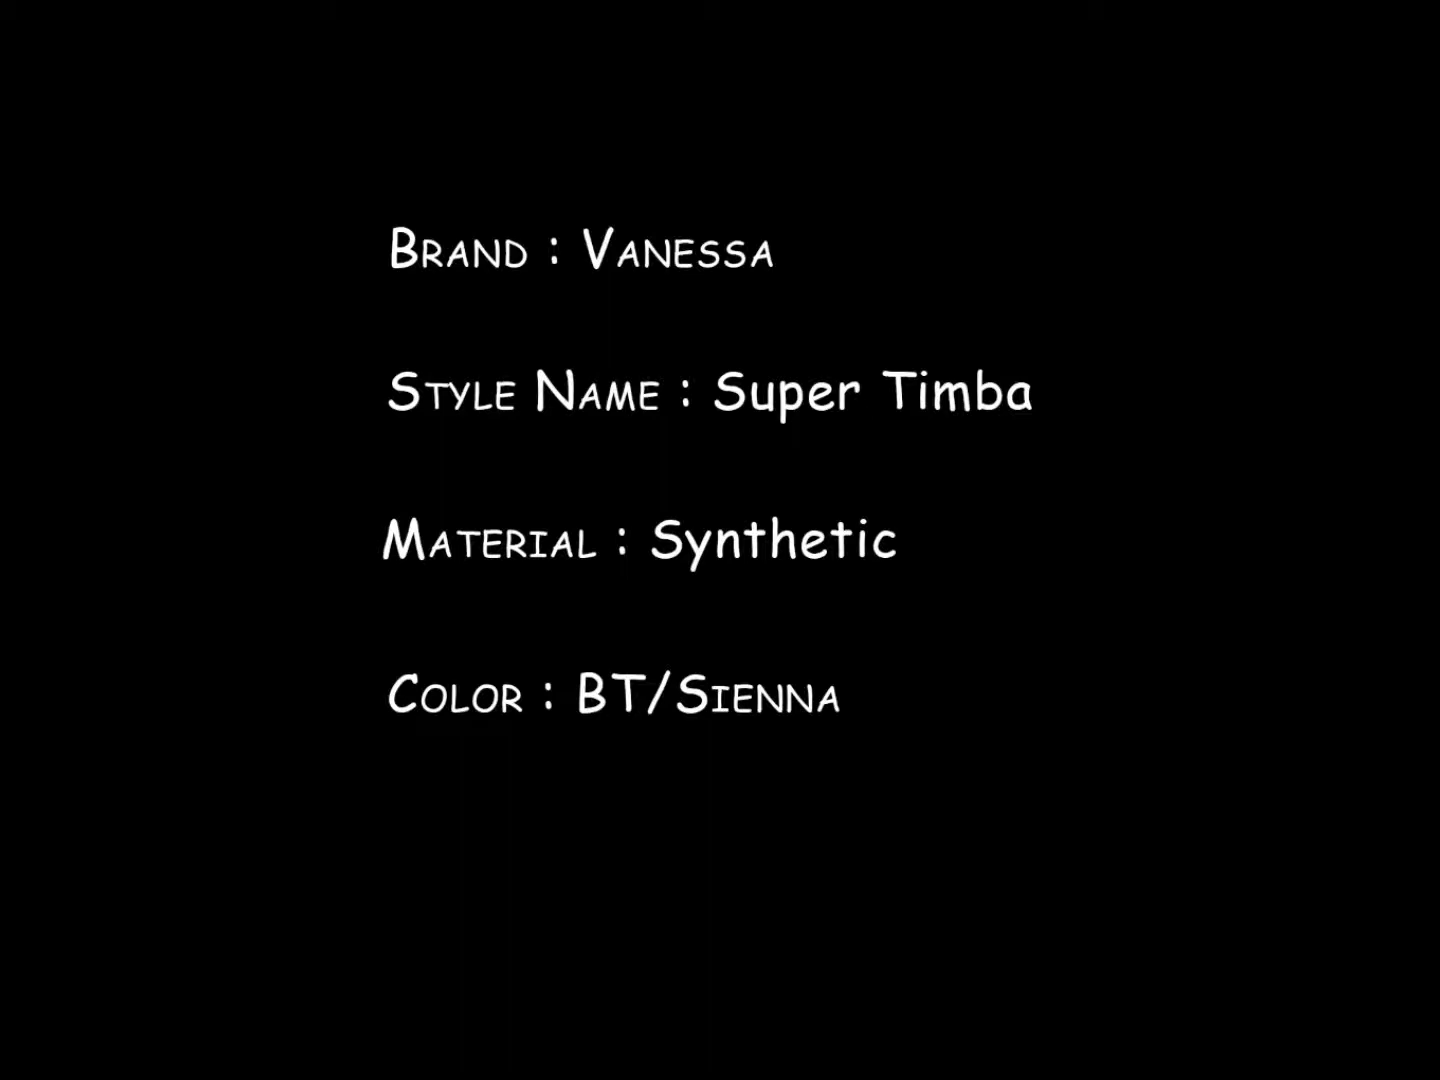 Brand : Vanessa
Style Name : Super Timba
Material : Synthetic
Color : BT/Sienna